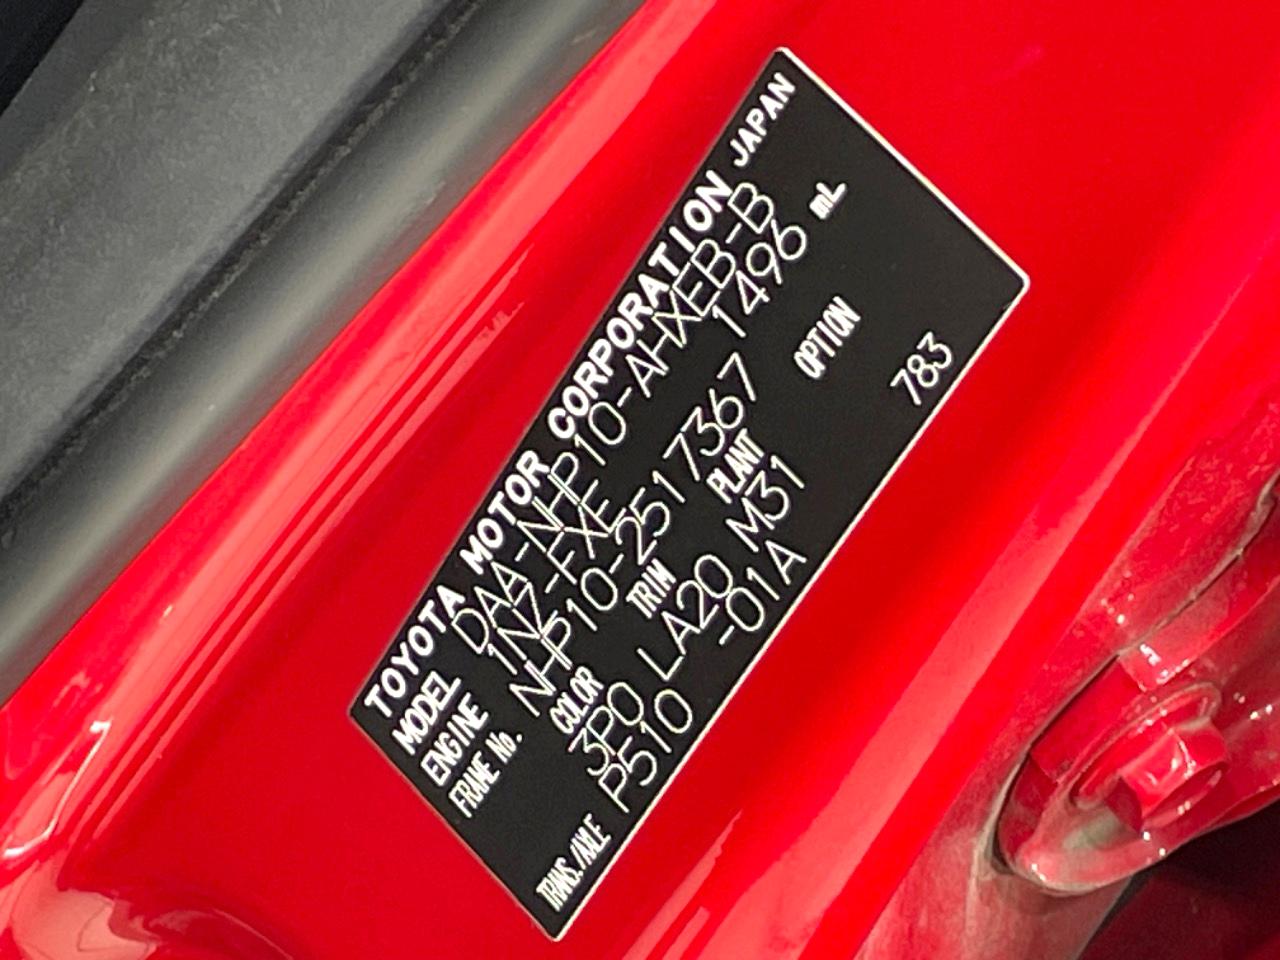 TOYOTA MOTOR CORPORATION JAPAN
MODEL DAA-NHP10-AHXEB-B
ENGINE 1NZ-FXE 1496 mL
FRAME No. NHP10-2517367
COLOR TRIM PLANT OPTION
3P0 LA20 M31 783
TRANS./AXLE P510 -01A